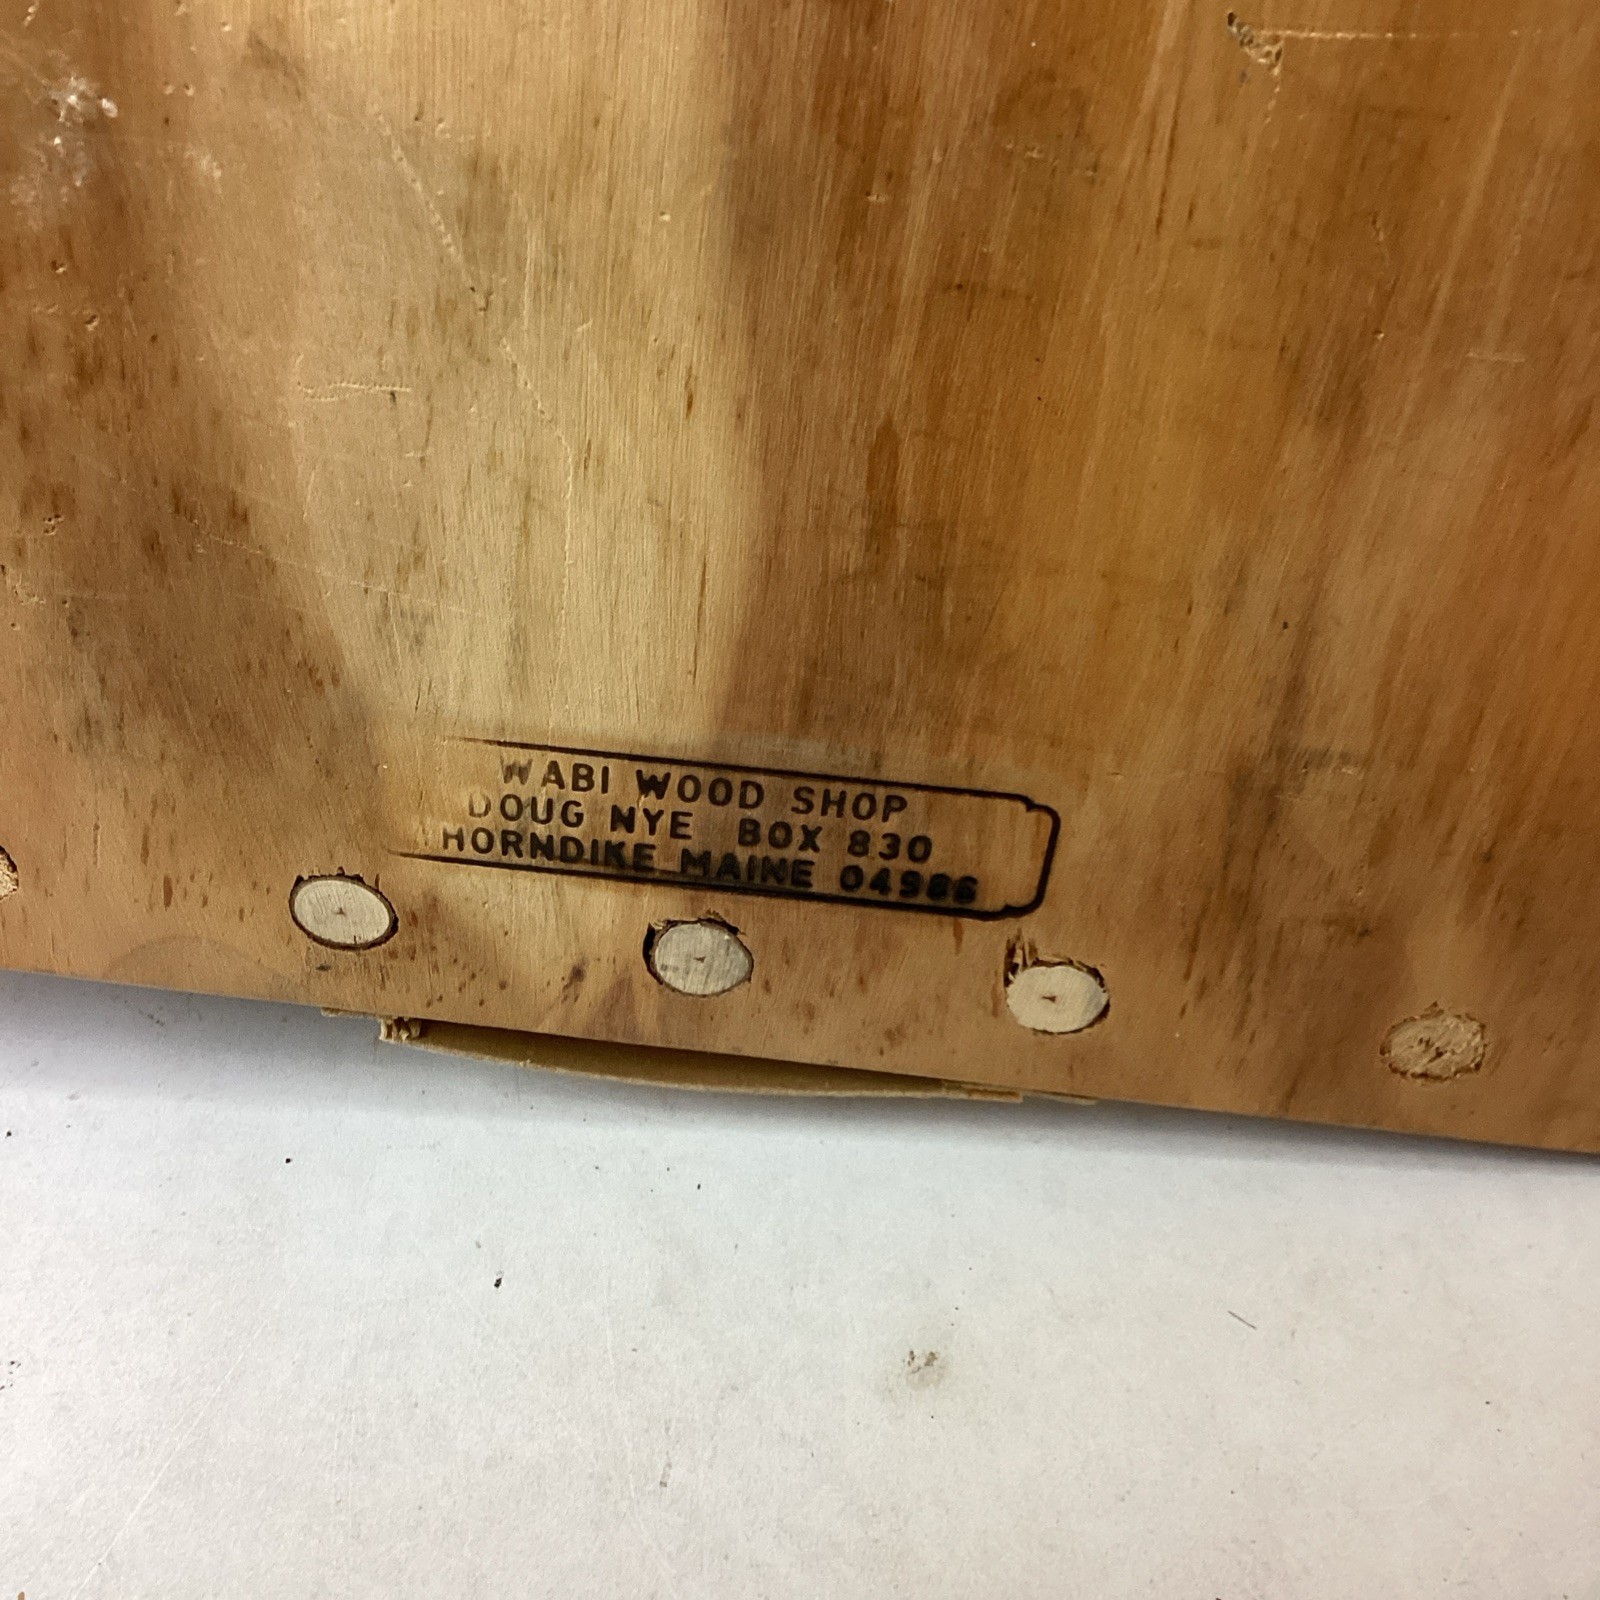 WABI WOOD SHOP
DOUG NYE BOX 830
HORNDIKE MAINE 04986